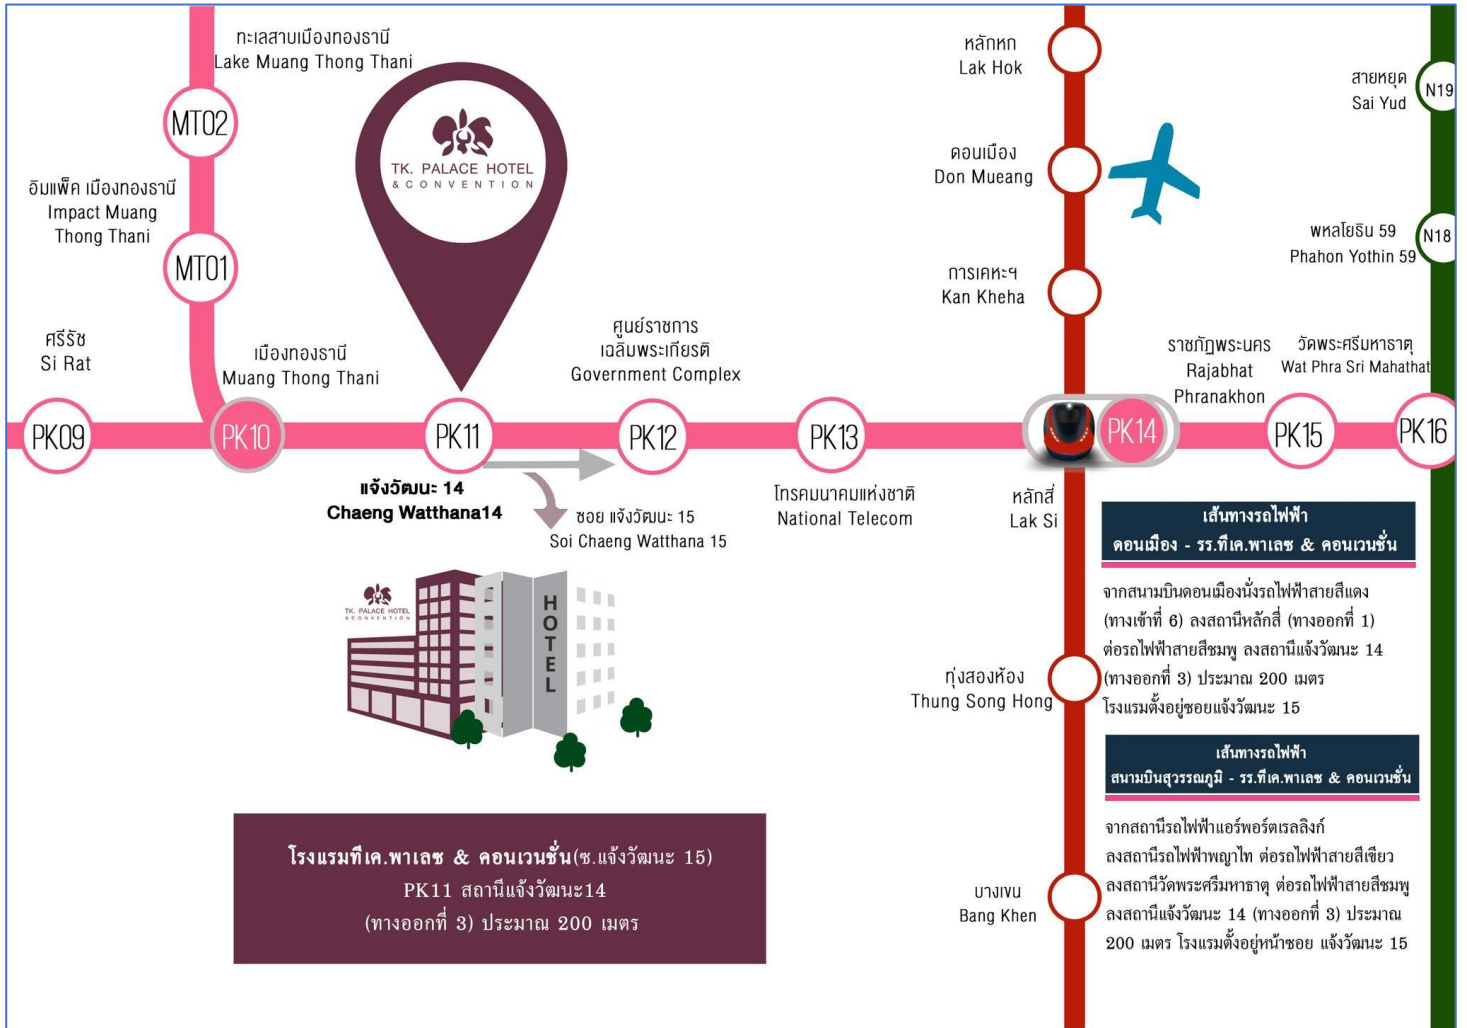 ทะเลสาบเมืองทองธานี
Lake Muang Thong Thani
MT02
อิมแพ็ค เมืองทองธานี
Impact Muang
Thong Thani
MT01
ศรีรัช
Si Rat
PK09
เมืองทองธานี
Muang Thong Thani
PK10
TK. PALACE HOTEL
& CONVENTION
PK11
แจ้งวัฒนะ 14
Chaeng Watthana14
ซอย แจ้งวัฒนะ 15
Soi Chaeng Watthana 15
ศูนย์ราชการ
เฉลิมพระเกียรติ
Government Complex
PK12
PK13
โทรคมนาคมแห่งชาติ
National Telecom
หลักหก
Lak Hok
ดอนเมือง
Don Mueang
การเคหะฯ
Kan Kheha
PK14
หลักสี่
Lak Si
ทุ่งสองห้อง
Thung Song Hong
บางเขน
Bang Khen
สายหยุด
Sai Yud
N19
พหลโยธิน 59
Phahon Yothin 59
N18
ราชภัฏพระนคร
Rajabhat
Phranakhon
PK15
วัดพระศรีมหาธาตุ
Wat Phra Sri Mahathat
PK16
TK. PALACE HOTEL
& CONVENTION
HOTEL
โรงแรมทีเค.พาเลซ & คอนเวนชั่น(ซ.แจ้งวัฒนะ 15)
PK11 สถานีแจ้งวัฒนะ14
(ทางออกที่ 3) ประมาณ 200 เมตร
เส้นทางรถไฟฟ้า
ดอนเมือง - รร.ทีเค.พาเลซ & คอนเวนชั่น
จากสนามบินดอนเมืองนั่งรถไฟฟ้าสายสีแดง
(ทางเข้าที่ 6) ลงสถานีหลักสี่ (ทางออกที่ 1)
ต่อรถไฟฟ้าสายสีชมพู ลงสถานีแจ้งวัฒนะ 14
(ทางออกที่ 3) ประมาณ 200 เมตร
โรงแรมตั้งอยู่ซอยแจ้งวัฒนะ 15
เส้นทางรถไฟฟ้า
สนามบินสุวรรณภูมิ - รร.ทีเค.พาเลซ & คอนเวนชั่น
จากสถานีรถไฟฟ้าแอร์พอร์ตเรลลิงก์
ลงสถานีรถไฟฟ้าพญาไท ต่อรถไฟฟ้าสายสีเขียว
ลงสถานีวัดพระศรีมหาธาตุ ต่อรถไฟฟ้าสายสีชมพู
ลงสถานีแจ้งวัฒนะ 14 (ทางออกที่ 3) ประมาณ
200 เมตร โรงแรมตั้งอยู่หน้าซอย แจ้งวัฒนะ 15